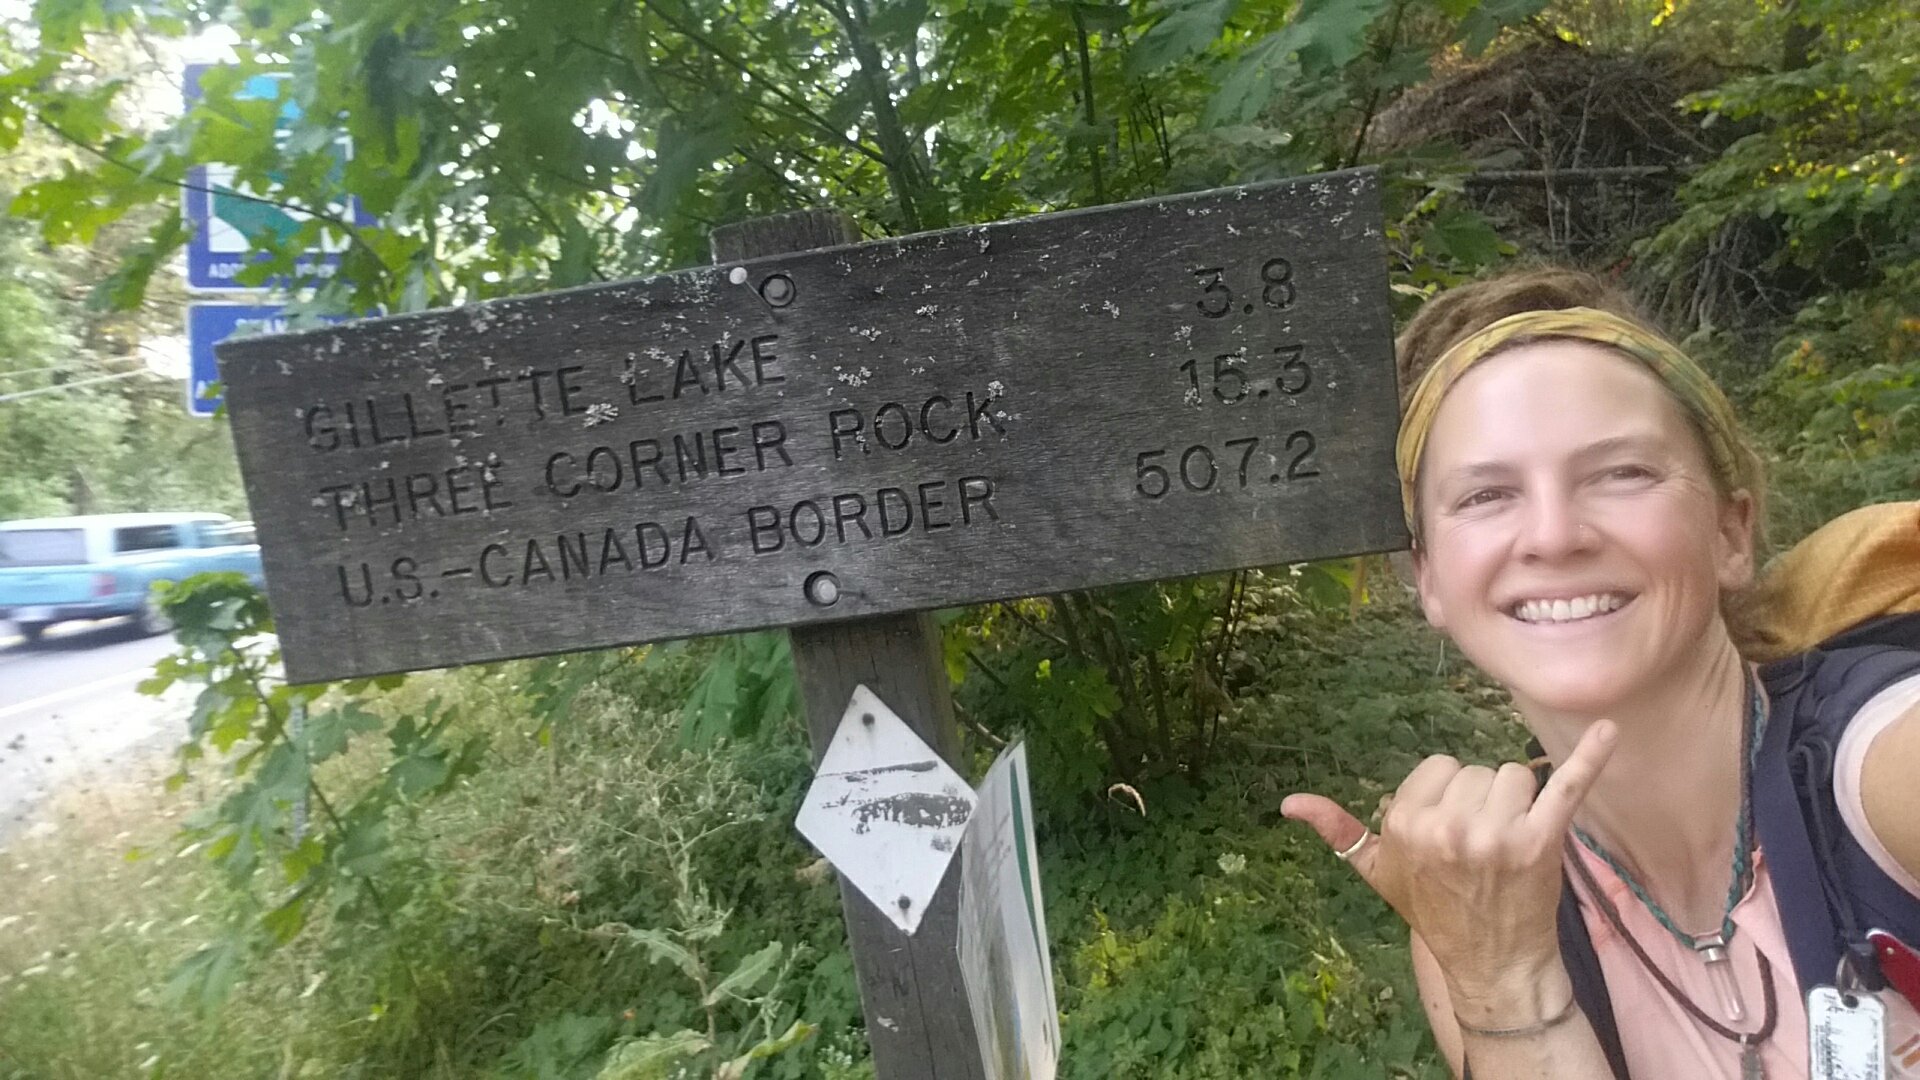 GILLETTE LAKE 3.8
THREE CORNER ROCK 15.3
U.S.-CANADA BORDER 507.2